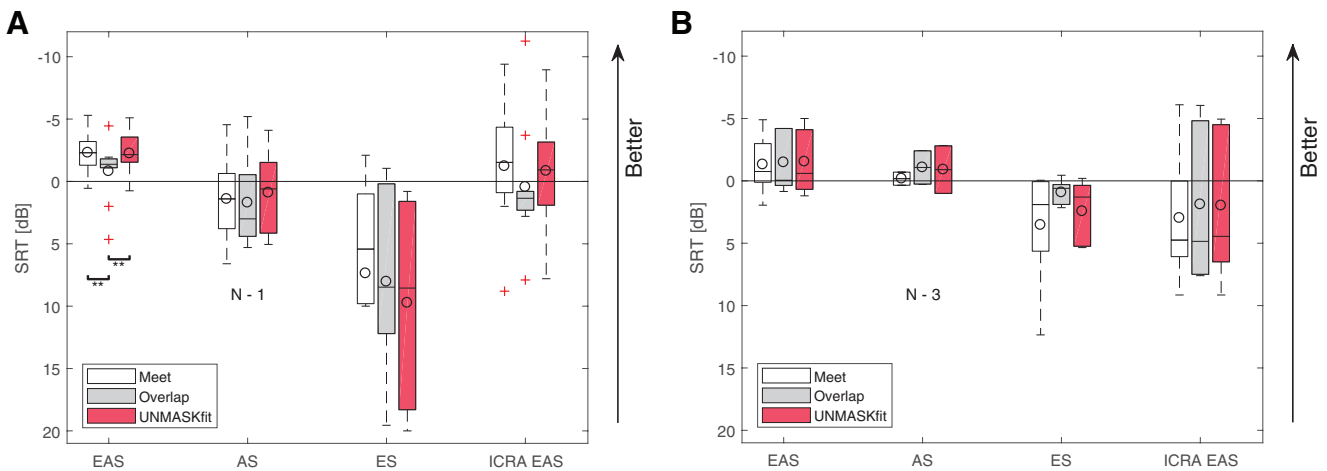 A
SRT [dB]
-10
-5
0
5
10
15
20
**
**
N - 1
Meet
Overlap
UNMASKfit
EAS
AS
ES
ICRA EAS
Better
B
SRT [dB]
-10
-5
0
5
10
15
20
N - 3
Meet
Overlap
UNMASKfit
EAS
AS
ES
ICRA EAS
Better